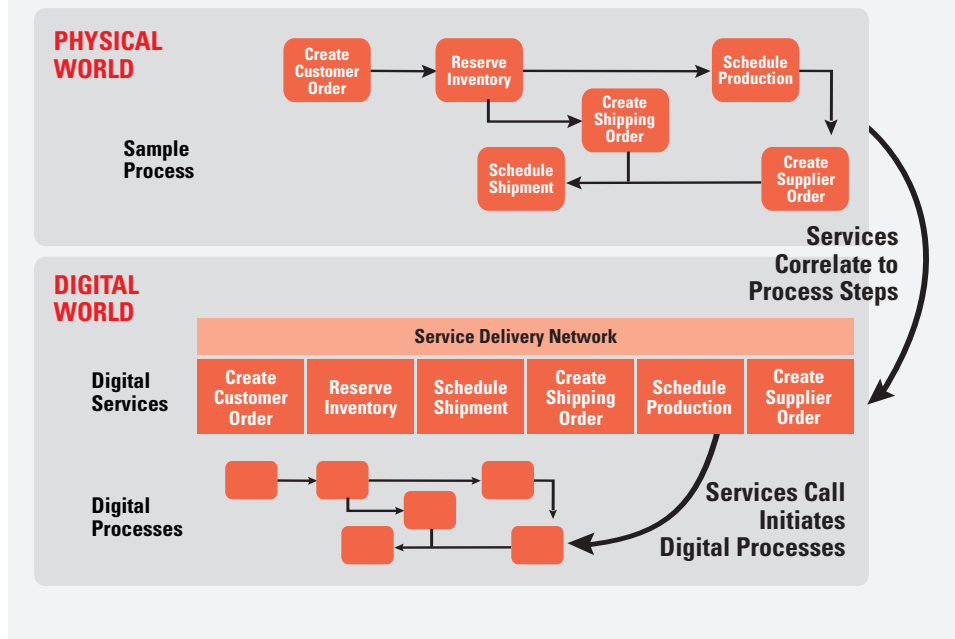 PHYSICAL
WORLD
Sample
Process
Create
Customer
Order
Reserve
Inventory
Schedule
Production
Create
Shipping
Order
Schedule
Shipment
Create
Supplier
Order
Services
Correlate to
Process Steps
DIGITAL
WORLD
Service Delivery Network
Digital
Services
Create
Customer
Order
Reserve
Inventory
Schedule
Shipment
Create
Shipping
Order
Schedule
Production
Create
Supplier
Order
Digital
Processes
Services Call
Initiates
Digital Processes